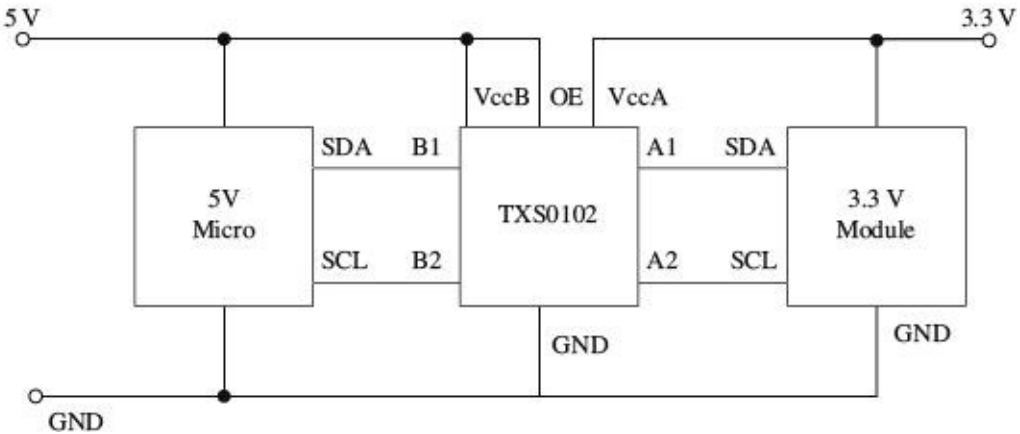 5 V
3.3 V
VccB OE VccA
SDA B1
A1 SDA
5V
Micro
TXS0102
3.3 V
Module
SCL B2
A2 SCL
GND
GND
GND